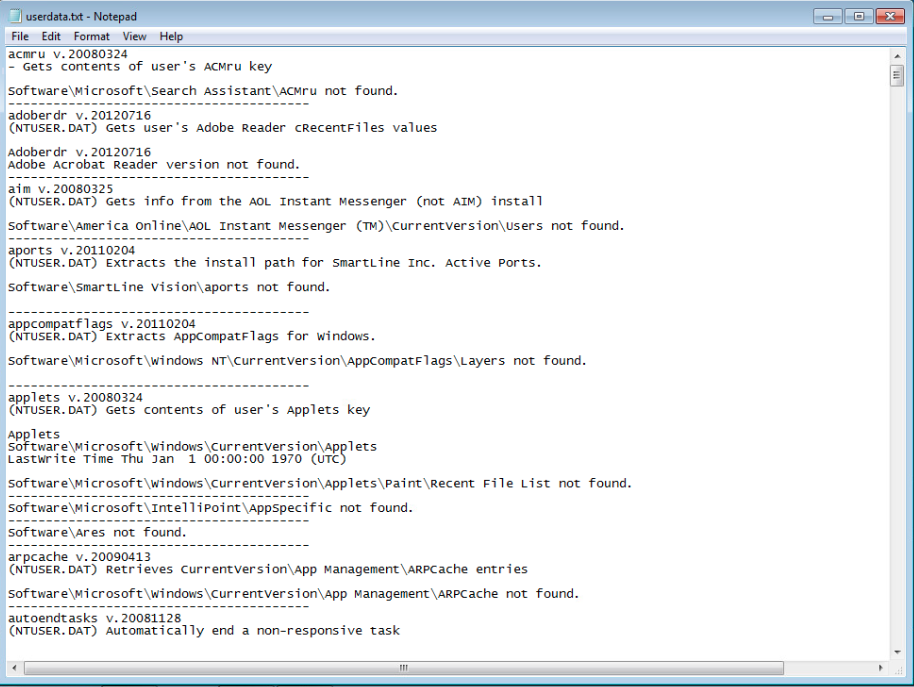 userdata.txt - Notepad
File Edit Format View Help
acmru v.20080324
- Gets contents of user's ACMru key

Software\Microsoft\Search Assistant\ACMru not found.
----------------------------------------
adoberdr v.20120716
(NTUSER.DAT) Gets user's Adobe Reader cRecentFiles values

Adoberdr v.20120716
Adobe Acrobat Reader version not found.
----------------------------------------
aim v.20080325
(NTUSER.DAT) Gets info from the AOL Instant Messenger (not AIM) install

Software\America Online\AOL Instant Messenger (TM)\CurrentVersion\Users not found.
----------------------------------------
aports v.20110204
(NTUSER.DAT) Extracts the install path for SmartLine Inc. Active Ports.

Software\SmartLine Vision\aports not found.

----------------------------------------
appcompatflags v.20110204
(NTUSER.DAT) Extracts AppCompatFlags for Windows.

Software\Microsoft\Windows NT\CurrentVersion\AppCompatFlags\Layers not found.

----------------------------------------
applets v.20080324
(NTUSER.DAT) Gets contents of user's Applets key

Applets
Software\Microsoft\Windows\CurrentVersion\Applets
LastWrite Time Thu Jan  1 00:00:00 1970 (UTC)

Software\Microsoft\Windows\CurrentVersion\Applets\Paint\Recent File List not found.
----------------------------------------
Software\Microsoft\IntelliPoint\AppSpecific not found.
----------------------------------------
Software\Ares not found.
----------------------------------------
arpcache v.20090413
(NTUSER.DAT) Retrieves CurrentVersion\App Management\ARPCache entries

Software\Microsoft\Windows\CurrentVersion\App Management\ARPCache not found.
----------------------------------------
autoendtasks v.20081128
(NTUSER.DAT) Automatically end a non-responsive task